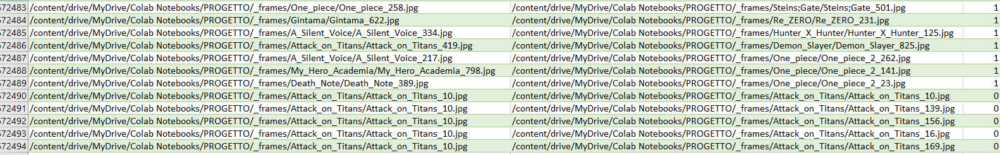 572483 /content/drive/MyDrive/Colab Notebooks/PROGETTO/_frames/One_piece/One_piece_258.jpg /content/drive/MyDrive/Colab Notebooks/PROGETTO/_frames/Steins;Gate/Steins;Gate_501.jpg 1
572484 /content/drive/MyDrive/Colab Notebooks/PROGETTO/_frames/Gintama/Gintama_622.jpg /content/drive/MyDrive/Colab Notebooks/PROGETTO/_frames/Re_ZERO/Re_ZERO_231.jpg 1
572485 /content/drive/MyDrive/Colab Notebooks/PROGETTO/_frames/A_Silent_Voice/A_Silent_Voice_334.jpg /content/drive/MyDrive/Colab Notebooks/PROGETTO/_frames/Hunter_X_Hunter/Hunter_X_Hunter_125.jpg 1
572486 /content/drive/MyDrive/Colab Notebooks/PROGETTO/_frames/Attack_on_Titans/Attack_on_Titans_419.jpg /content/drive/MyDrive/Colab Notebooks/PROGETTO/_frames/Demon_Slayer/Demon_Slayer_825.jpg 1
572487 /content/drive/MyDrive/Colab Notebooks/PROGETTO/_frames/A_Silent_Voice/A_Silent_Voice_217.jpg /content/drive/MyDrive/Colab Notebooks/PROGETTO/_frames/One_piece/One_piece_2_262.jpg 1
572488 /content/drive/MyDrive/Colab Notebooks/PROGETTO/_frames/My_Hero_Academia/My_Hero_Academia_798.jpg /content/drive/MyDrive/Colab Notebooks/PROGETTO/_frames/One_piece/One_piece_2_141.jpg 1
572489 /content/drive/MyDrive/Colab Notebooks/PROGETTO/_frames/Death_Note/Death_Note_389.jpg /content/drive/MyDrive/Colab Notebooks/PROGETTO/_frames/One_piece/One_piece_2_23.jpg 1
572490 /content/drive/MyDrive/Colab Notebooks/PROGETTO/_frames/Attack_on_Titans/Attack_on_Titans_10.jpg /content/drive/MyDrive/Colab Notebooks/PROGETTO/_frames/Attack_on_Titans/Attack_on_Titans_10.jpg 0
572491 /content/drive/MyDrive/Colab Notebooks/PROGETTO/_frames/Attack_on_Titans/Attack_on_Titans_10.jpg /content/drive/MyDrive/Colab Notebooks/PROGETTO/_frames/Attack_on_Titans/Attack_on_Titans_139.jpg 0
572492 /content/drive/MyDrive/Colab Notebooks/PROGETTO/_frames/Attack_on_Titans/Attack_on_Titans_10.jpg /content/drive/MyDrive/Colab Notebooks/PROGETTO/_frames/Attack_on_Titans/Attack_on_Titans_156.jpg 0
572493 /content/drive/MyDrive/Colab Notebooks/PROGETTO/_frames/Attack_on_Titans/Attack_on_Titans_10.jpg /content/drive/MyDrive/Colab Notebooks/PROGETTO/_frames/Attack_on_Titans/Attack_on_Titans_16.jpg 0
572494 /content/drive/MyDrive/Colab Notebooks/PROGETTO/_frames/Attack_on_Titans/Attack_on_Titans_10.jpg /content/drive/MyDrive/Colab Notebooks/PROGETTO/_frames/Attack_on_Titans/Attack_on_Titans_169.jpg 0